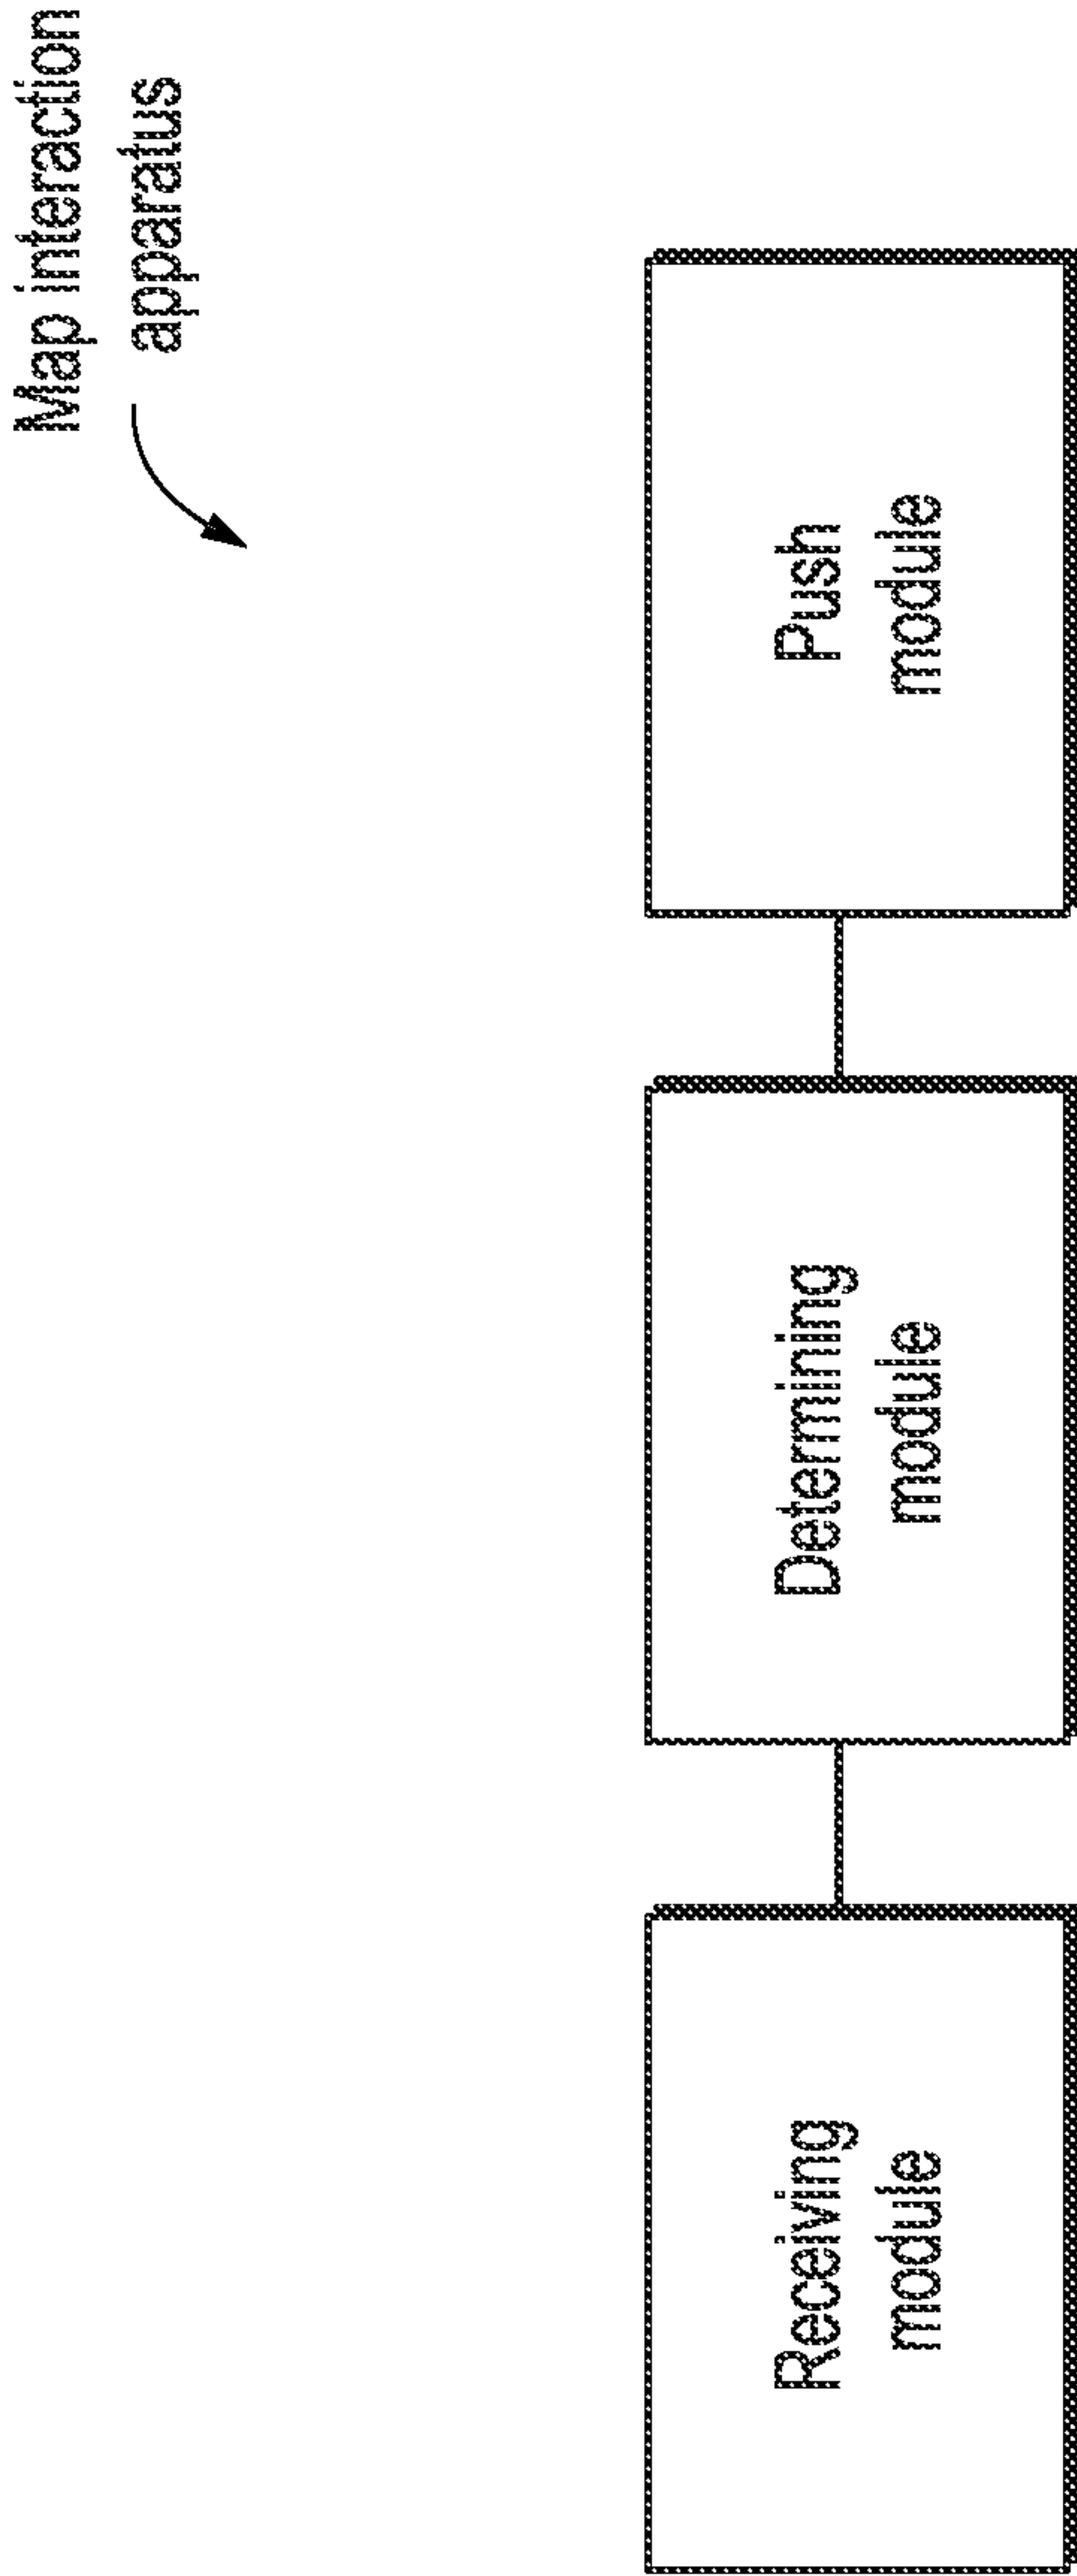 Map interaction
apparatus
Receiving
module
Determining
module
Push
module